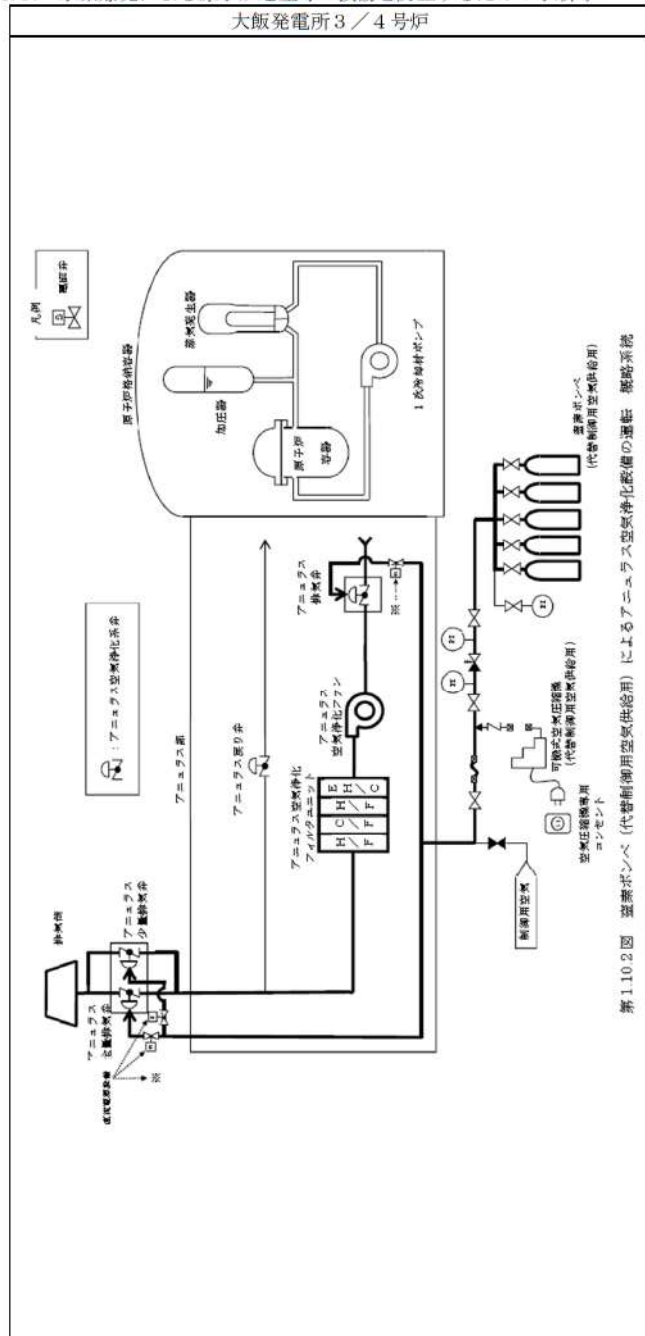 大飯発電所3/4号炉
凡例
電磁弁
:アニュラス空気浄化系弁
原子炉格納容器
蒸気発生器
加圧器
原子炉
容器
1次冷却材ポンプ
アニュラス部
アニュラス戻り弁
排気筒
アニュラス
少量排気弁
アニュラス
全量排気弁
※
アニュラス
排気弁
※
アニュラス
空気浄化ファン
アニュラス空気浄化
フィルタユニット
制御用空気
空気圧縮機専用
コンセント
可搬式空気圧縮機
(代替制御用空気供給用)
窒素ボンベ
(代替制御用空気供給用)
第1.10.2図 窒素ボンベ(代替制御用空気供給用)によるアニュラス空気浄化設備の運転 概略系統